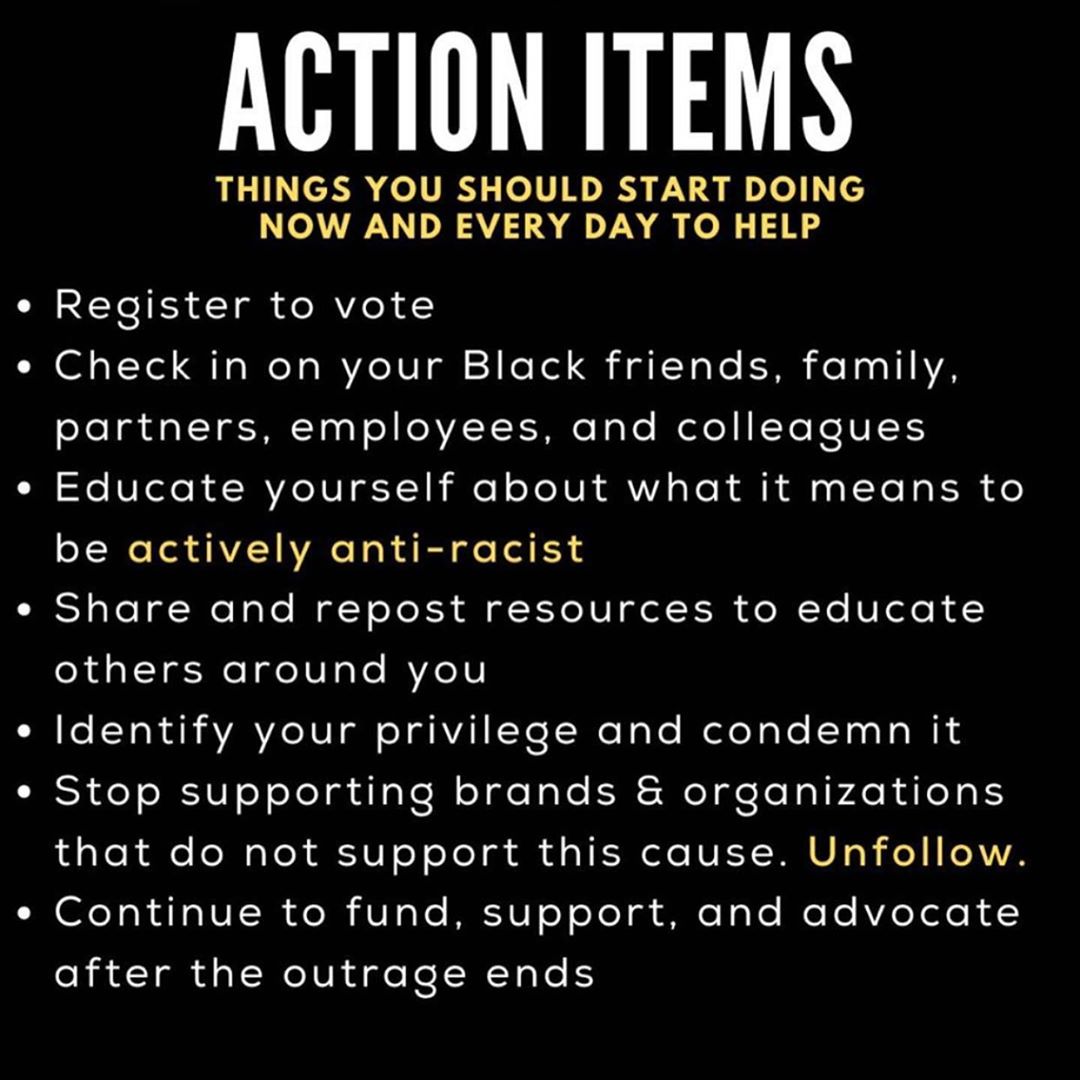 ACTION ITEMS
THINGS YOU SHOULD START DOING
NOW AND EVERY DAY TO HELP
• Register to vote
• Check in on your Black friends, family,
partners, employees, and colleagues
• Educate yourself about what it means to
be actively anti-racist
• Share and repost resources to educate
others around you
• Identify your privilege and condemn it
• Stop supporting brands & organizations
that do not support this cause. Unfollow.
• Continue to fund, support, and advocate
after the outrage ends